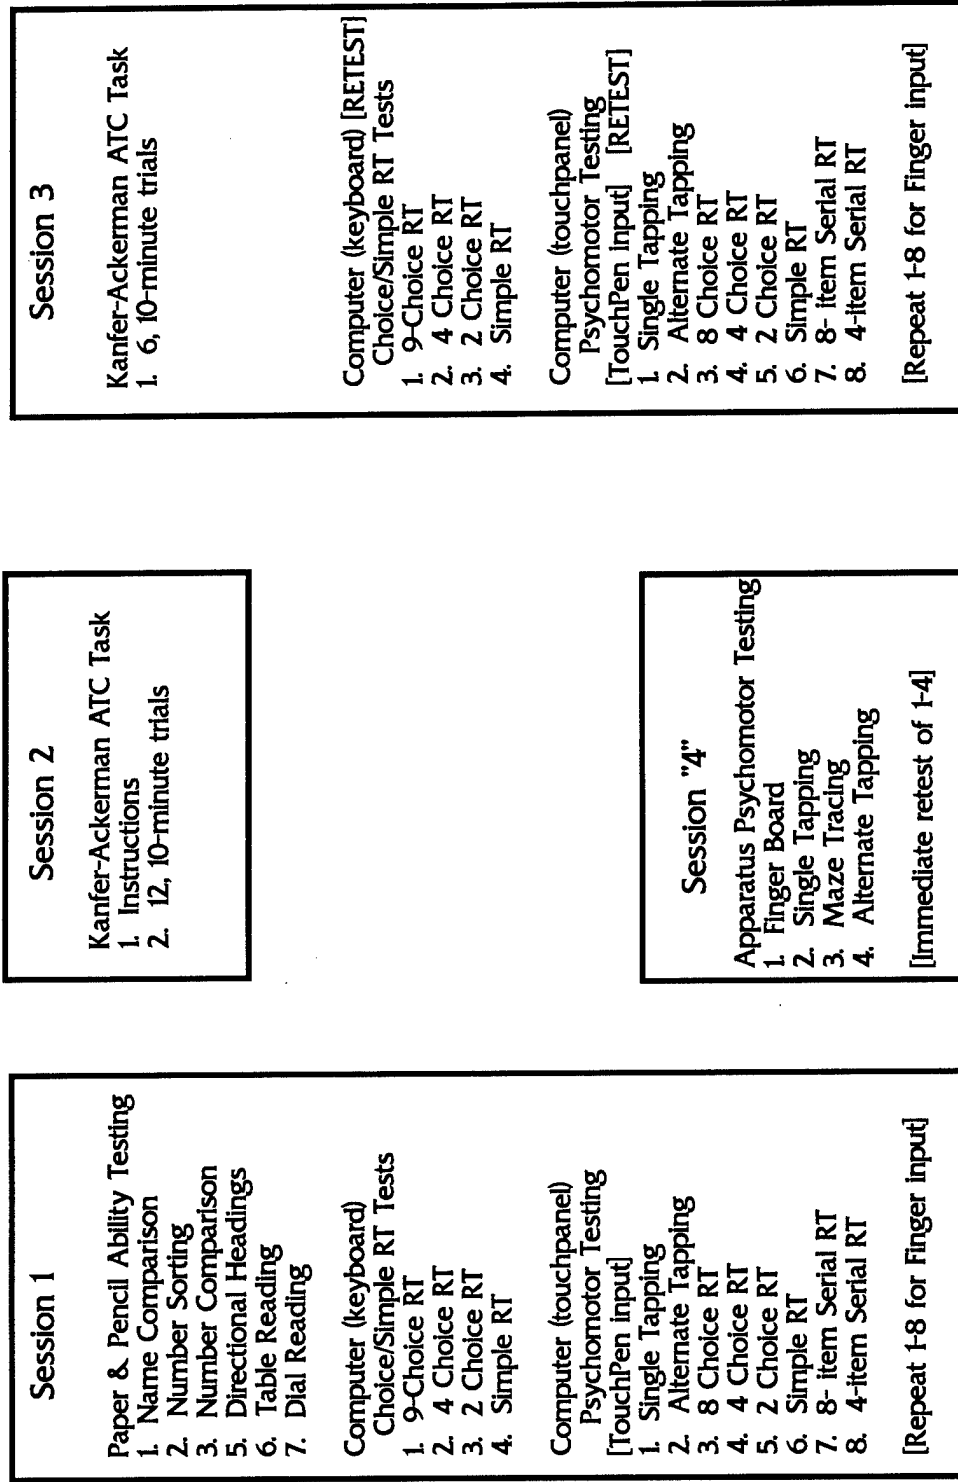 Session 1
Paper & Pencil Ability Testing
1. Name Comparison
2. Number Sorting
3. Number Comparison
5. Directional Headings
6. Table Reading
7. Dial Reading
Computer (keyboard)
Choice/Simple RT Tests
1. 9-Choice RT
2. 4 Choice RT
3. 2 Choice RT
4. Simple RT
Computer (touchpanel)
Psychomotor Testing
[TouchPen input]
1. Single Tapping
2. Alternate Tapping
3. 8 Choice RT
4. 4 Choice RT
5. 2 Choice RT
6. Simple RT
7. 8- item Serial RT
8. 4-item Serial RT
[Repeat 1-8 for Finger input]
Session 2
Kanfer-Ackerman ATC Task
1. Instructions
2. 12, 10-minute trials
Session "4"
Apparatus Psychomotor Testing
1. Finger Board
2. Single Tapping
3. Maze Tracing
4. Alternate Tapping
[Immediate retest of 1-4]
Session 3
Kanfer-Ackerman ATC Task
1. 6, 10-minute trials
Computer (keyboard) [RETEST]
Choice/Simple RT Tests
1. 9-Choice RT
2. 4 Choice RT
3. 2 Choice RT
4. Simple RT
Computer (touchpanel)
Psychomotor Testing
[TouchPen input] [RETEST]
1. Single Tapping
2. Alternate Tapping
3. 8 Choice RT
4. 4 Choice RT
5. 2 Choice RT
6. Simple RT
7. 8- item Serial RT
8. 4-item Serial RT
[Repeat 1-8 for Finger input]